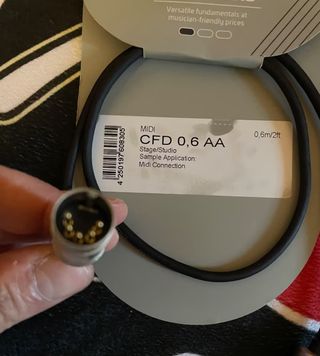 Versatile fundamentals at
musician-friendly prices
MIDI
CFD 0,6 AA
0,6m/2ft
Stage/Studio
Sample Application:
Midi Connection
4 250197 608305